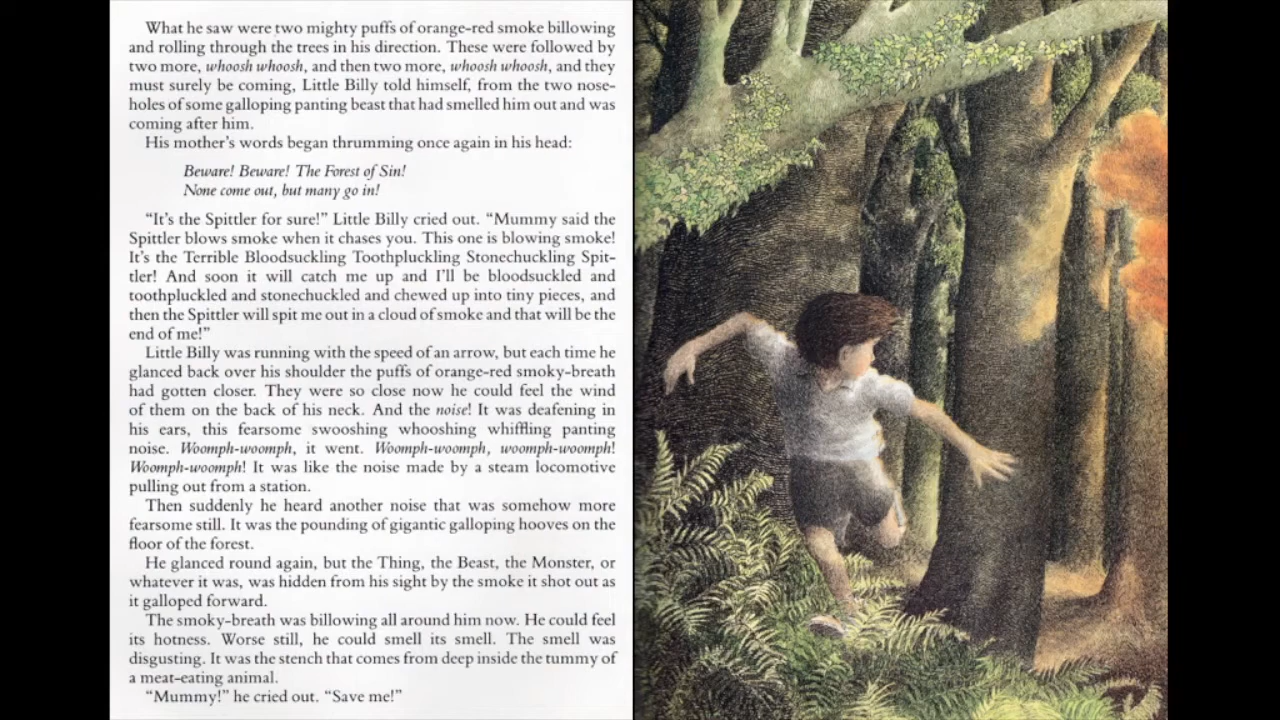 What he saw were two mighty puffs of orange-red smoke billowing
and rolling through the trees in his direction. These were followed by
two more, whoosh whoosh, and then two more, whoosh whoosh, and they
must surely be coming, Little Billy told himself, from the two nose-
holes of some galloping panting beast that had smelled him out and was
coming after him.
His mother's words began thrumming once again in his head:
Beware! Beware! The Forest of Sin!
None come out, but many go in!
“It's the Spittler for sure!” Little Billy cried out. “Mummy said the
Spittler blows smoke when it chases you. This one is blowing smoke!
It's the Terrible Bloodsuckling Toothpluckling Stonechuckling Spit-
tler! And soon it will catch me up and I'll be bloodsuckled and
toothpluckled and stonechuckled and chewed up into tiny pieces, and
then the Spittler will spit me out in a cloud of smoke and that will be the
end of me!”
Little Billy was running with the speed of an arrow, but each time he
glanced back over his shoulder the puffs of orange-red smoky-breath
had gotten closer. They were so close now he could feel the wind
of them on the back of his neck. And the noise! It was deafening in
his ears, this fearsome swooshing whooshing whiffling panting
noise. Woomph-woomph, it went. Woomph-woomph, woomph-woomph!
Woomph-woomph! It was like the noise made by a steam locomotive
pulling out from a station.
Then suddenly he heard another noise that was somehow more
fearsome still. It was the pounding of gigantic galloping hooves on the
floor of the forest.
He glanced round again, but the Thing, the Beast, the Monster, or
whatever it was, was hidden from his sight by the smoke it shot out as
it galloped forward.
The smoky-breath was billowing all around him now. He could feel
its hotness. Worse still, he could smell its smell. The smell was
disgusting. It was the stench that comes from deep inside the tummy of
a meat-eating animal.
“Mummy!” he cried out. “Save me!”